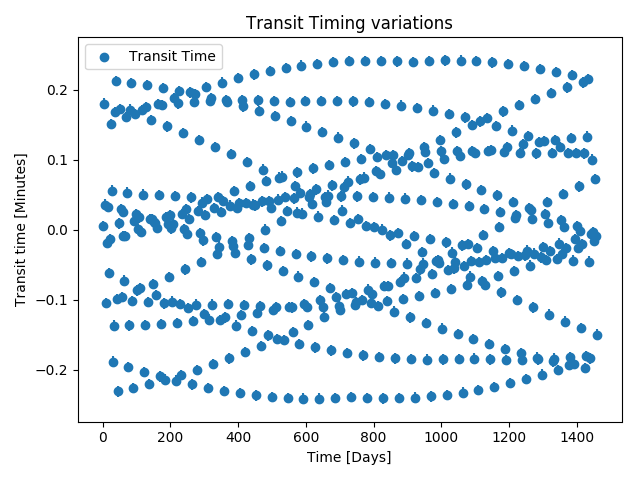 Transit Timing variations
Transit Time
0.2
0.1
0.0
−0.1
−0.2
Transit time [Minutes]
0 200 400 600 800 1000 1200 1400
Time [Days]